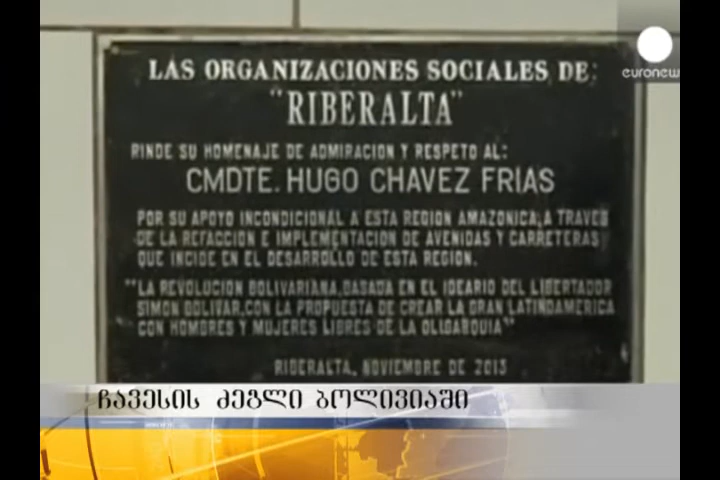 LAS ORGANIZACIONES SOCIALES DE:
"RIBERALTA"
RINDE SU HOMENAJE DE ADMIRACION Y RESPETO AL:
CMDTE. HUGO CHAVEZ FRIAS
POR SU APOYO INCONDICIONAL A ESTA REGION AMAZONICA, A TRAVES
DE LA REFACCION E IMPLEMENTACION DE AVENIDAS Y CARRETERAS
QUE INCIDE EN EL DESARROLLO DE ESTA REGION.
"LA REVOLUCION BOLIVARIANA, BASADA EN EL IDEARIO DEL LIBERTADOR
SIMON BOLIVAR, CON LA PROPUESTA DE CREAR LA GRAN LATINOAMERICA
CON HOMBRES Y MUJERES LIBRES DE LA OLIGARQUIA"
RIBERALTA, NOVIEMBRE DE 2013
euronew
ჩავესის ძეგლი ბოლივიაში